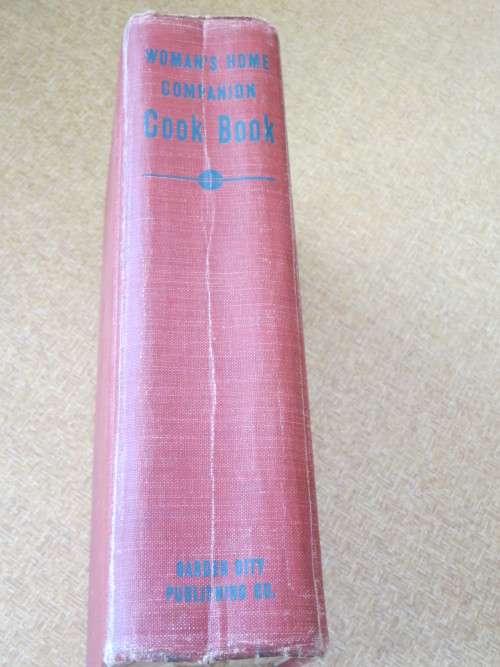 WOMAN'S HOME
COMPANION
Cook Book
GARDEN CITY
PUBLISHING CO.